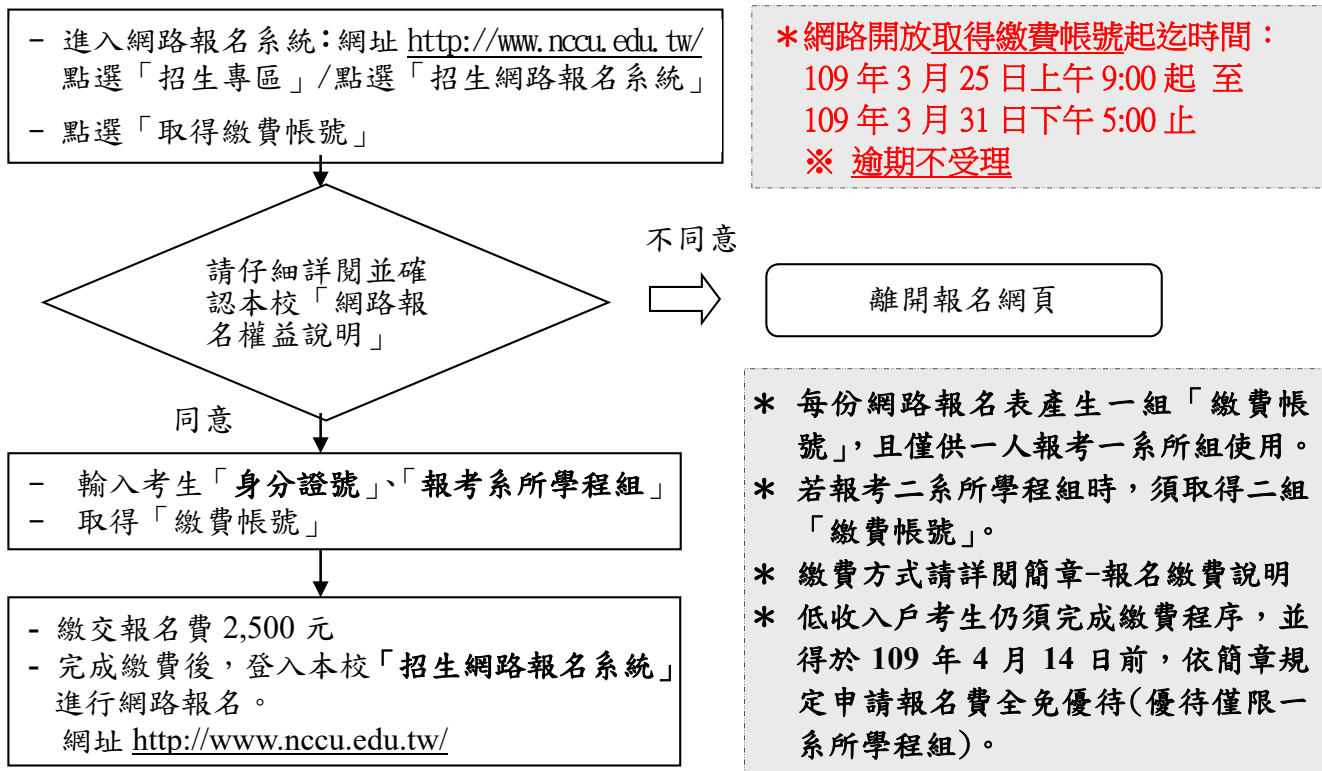 - 進入網路報名系統:網址 http://www.nccu.edu.tw/
點選「招生專區」/點選「招生網路報名系統」
- 點選「取得繳費帳號」
＊網路開放取得繳費帳號起迄時間：
109 年 3 月 25 日上午 9:00 起 至
109 年 3 月 31 日下午 5:00 止
※ 逾期不受理
請仔細詳閱並確
認本校「網路報
名權益說明」
不同意
離開報名網頁
同意
- 輸入考生「身分證號」、「報考系所學程組」
- 取得「繳費帳號」
- 繳交報名費 2,500 元
- 完成繳費後，登入本校「招生網路報名系統」
進行網路報名。
網址 http://www.nccu.edu.tw/
＊ 每份網路報名表產生一組「繳費帳
號」，且僅供一人報考一系所組使用。
＊ 若報考二系所學程組時，須取得二組
「繳費帳號」。
＊ 繳費方式請詳閱簡章-報名繳費說明
＊ 低收入戶考生仍須完成繳費程序，並
得於 109 年 4 月 14 日前，依簡章規
定申請報名費全免優待(優待僅限一
系所學程組)。